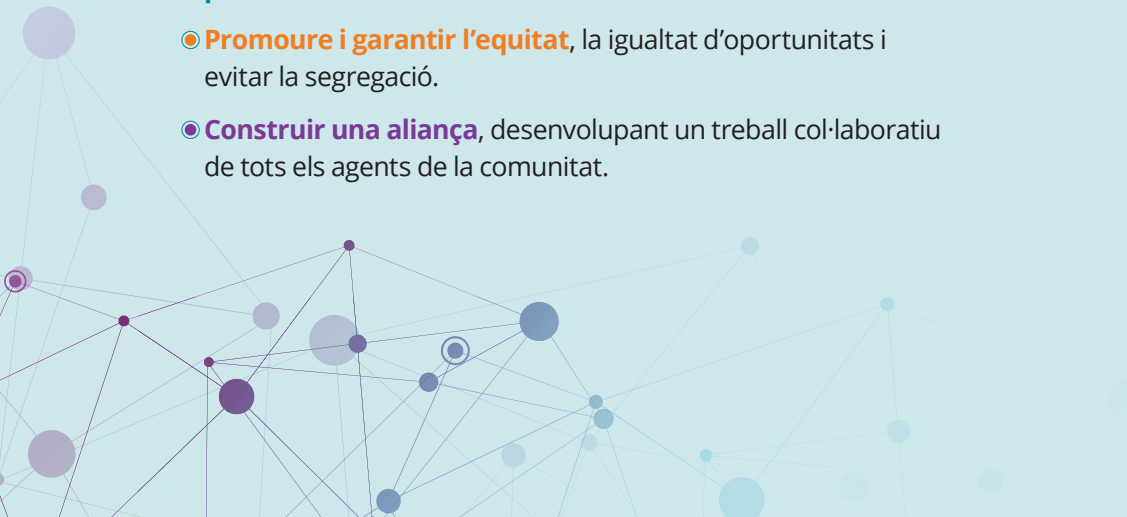 Promoure i garantir l’equitat, la igualtat d’oportunitats i
evitar la segregació.
Construir una aliança, desenvolupant un treball col·laboratiu
de tots els agents de la comunitat.